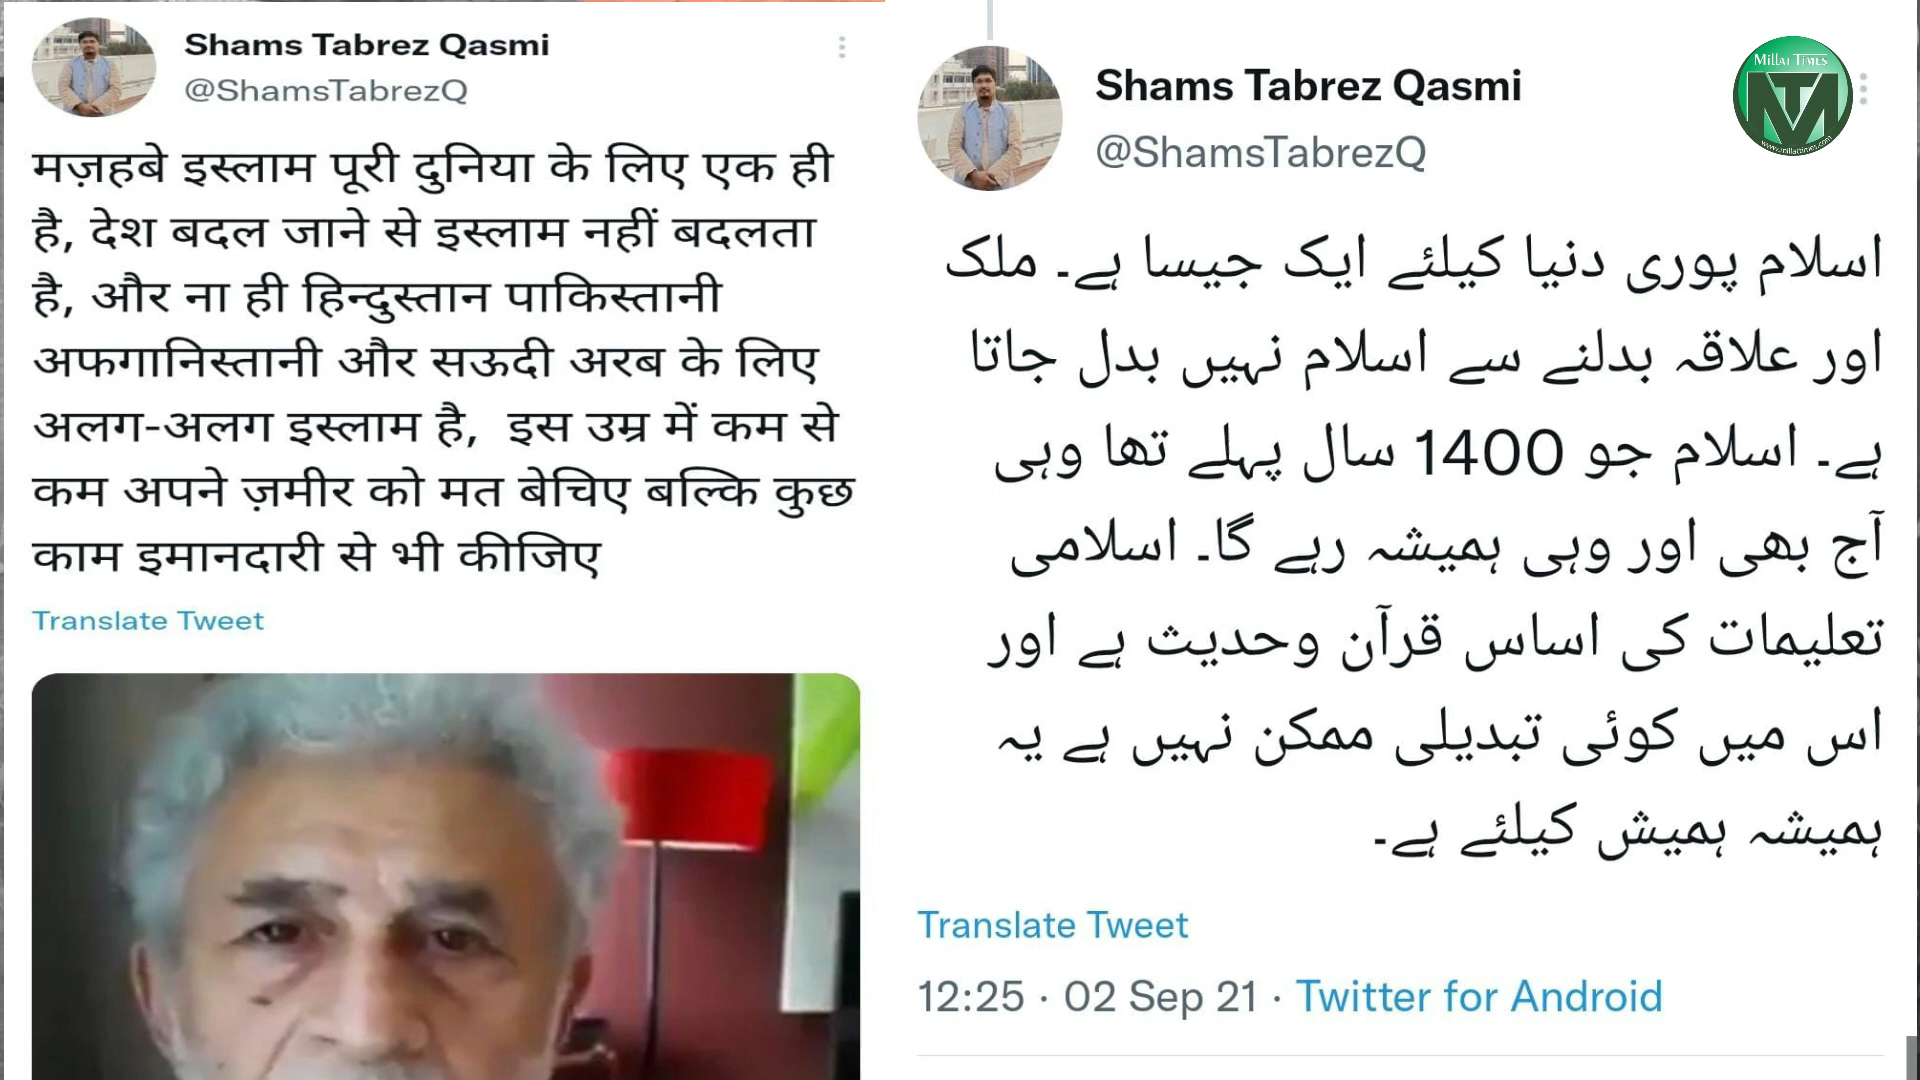 Shams Tabrez Qasmi
@ShamsTabrezQ
मज़हबे इस्लाम पूरी दुनिया के लिए एक ही
है, देश बदल जाने से इस्लाम नहीं बदलता
है, और ना ही हिन्दुस्तान पाकिस्तानी
अफगानिस्तानी और सऊदी अरब के लिए
अलग-अलग इस्लाम है,  इस उम्र में कम से
कम अपने ज़मीर को मत बेचिए बल्कि कुछ
काम इमानदारी से भी कीजिए
Translate Tweet
Shams Tabrez Qasmi
@ShamsTabrezQ
Millat Times
www.millattimes.com
اسلام پوری دنیا کیلئے ایک جیسا ہے۔ ملک
اور علاقہ بدلنے سے اسلام نہیں بدل جاتا
ہے۔ اسلام جو 1400 سال پہلے تھا وہی
آج بھی اور وہی ہمیشہ رہے گا۔ اسلامی
تعلیمات کی اساس قرآن وحدیث ہے اور
اس میں کوئی تبدیلی ممکن نہیں ہے یہ
ہمیشہ ہمیش کیلئے ہے۔
Translate Tweet
12:25 · 02 Sep 21 · Twitter for Android